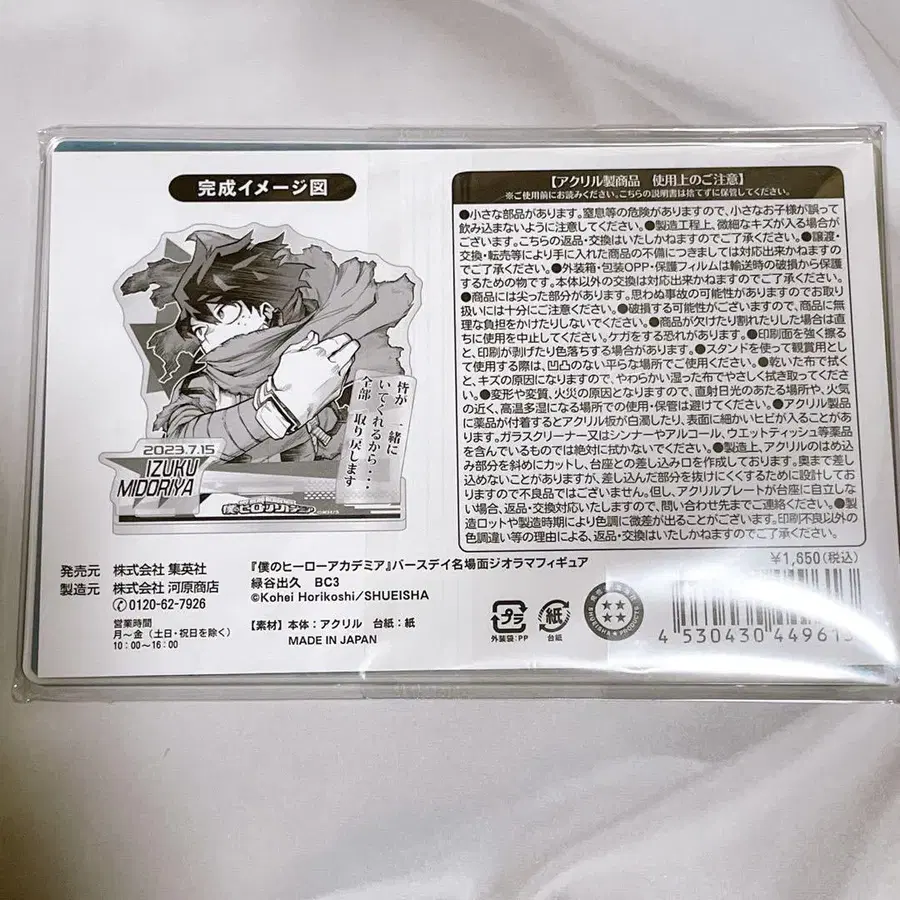 完成イメージ図
皆が
一緒に
いてくれるから・・・
全部 取り戻します
2023.7.15
IZUKU
MIDORIYA
僕のヒーローアカデミア
【アクリル製商品 使用上のご注意】
※ご使用前にお読みください。こちらの説明書は捨てずに保管してください。
●小さな部品があります。窒息等の危険がありますので、小さなお子様が誤って
飲み込まないように注意してください。●製造工程上、微細なキズが入る場合が
ございます。こちらの返品・交換はいたしかねますのでご了承ください。●譲渡・
交換・転売等により手に入れた商品の不備につきましては対応出来かねますの
でご了承ください。●外装箱・包装OPP・保護フィルムは輸送時の破損から保護
するための物です。本体以外の交換は対応出来かねますのでご了承ください。
●商品には尖った部分があります。思わぬ事故の可能性がありますのでお取り
扱いには十分にご注意ください。●破損する可能性がございますので、商品に無
理な負担をかけたりしないでください。●商品が欠けたり割れたりした場合は直
ちに使用を中止してください。ケガをする恐れがあります。●印刷面を強く擦る
と、印刷が剥げたり色落ちする場合があります。●スタンドを使って観賞用とし
て使用する際は、凹凸のない平らな場所でご使用ください。●乾いた布で拭く
と、キズの原因になりますので、やわらかい湿った布でやさしく拭き取ってくださ
い。●変形や変質、火災の原因となりますので、直射日光のあたる場所や、火気
の近く、高温多湿になる場所での使用・保管は避けてください。●アクリル製品
に薬品が付着するとアクリル板が白濁したり、表面に細かいヒビが入ることがあ
ります。ガラスクリーナー又はシンナーやアルコール、ウエットティッシュ等薬品
を含んでいるものでは絶対に拭かないでください。●製造上、アクリルのはめ込
み部分を斜めにカットし、台座との差し込み口を作成しております。奥まで差し
込めないことがありますが、差し込んだ部分を抜けにくくするために設計してお
りますので不良品ではございません。但し、アクリルプレートが台座に自立しな
い場合、返品・交換対応いたしますので、問い合わせ先までご連絡ください。●
製造ロットや製造時期により色調に微差が出ることがございます。印刷不良以外の
色調違い等の理由による、返品・交換はいたしかねますのでご了承ください。
¥1,650(税込)
発売元 株式会社 集英社
製造元 株式会社 河原商店
0120-62-7926
営業時間
月〜金（土日・祝日を除く）
10:00〜16:00
『僕のヒーローアカデミア』バースデイ名場面ジオラマフィギュア
緑谷出久 BC3
©Kohei Horikoshi/SHUEISHA
【素材】本体：アクリル 台紙：紙
MADE IN JAPAN
プラ
外装袋:PP
紙
台紙
SHUEISHA PRODUCTS
4 530430 449613